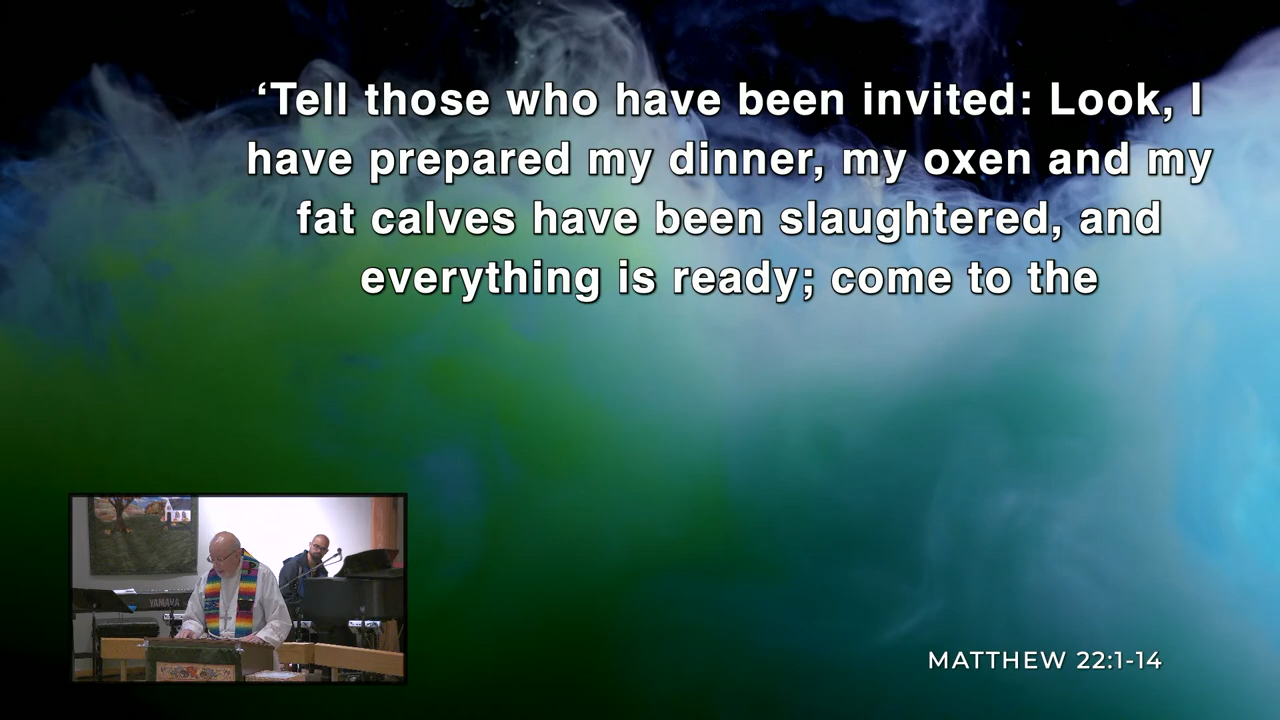 ‘Tell those who have been invited: Look, I
have prepared my dinner, my oxen and my
fat calves have been slaughtered, and
everything is ready; come to the
YAMAHA
MATTHEW 22:1-14